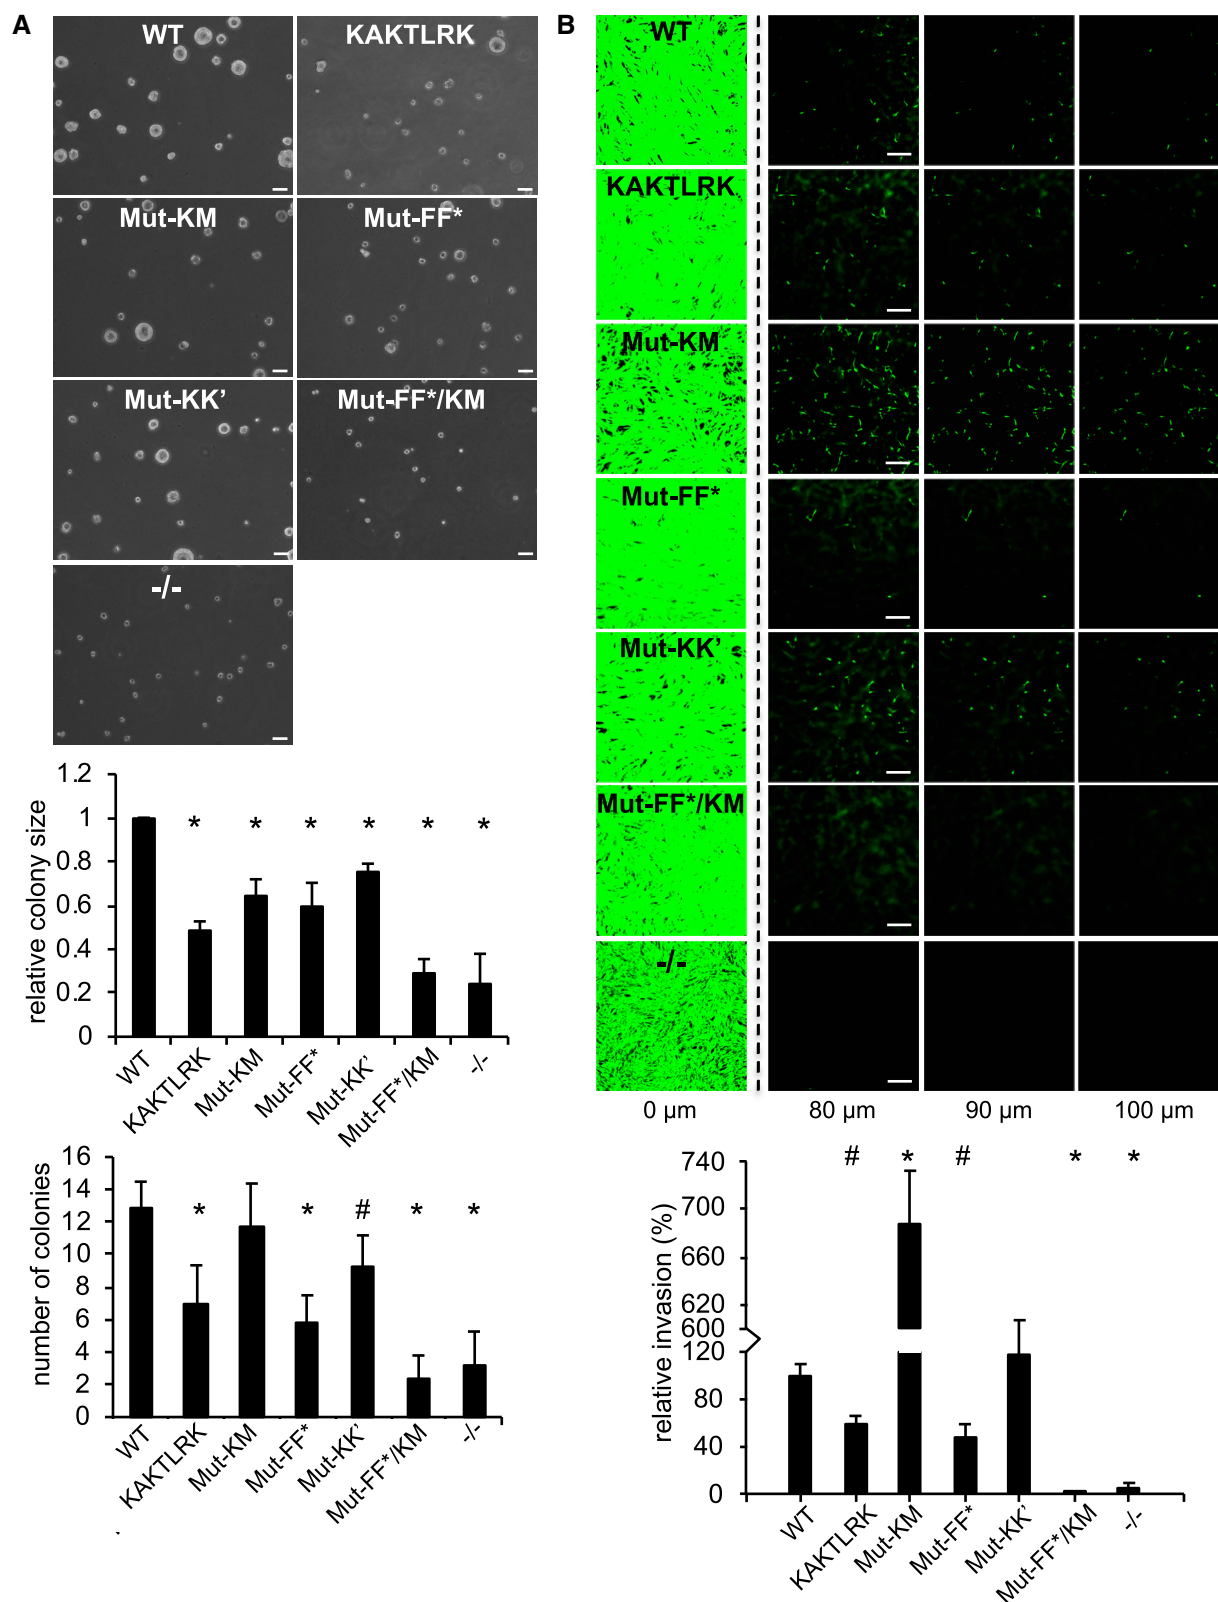 A
WT
KAKTLRK
Mut-KM
Mut-FF*
Mut-KK’
Mut-FF*/KM
-/-
relative colony size
1.2
1
0.8
0.6
0.4
0.2
0
* * * * * *
WT
KAKTLRK
Mut-KM
Mut-FF*
Mut-KK’
Mut-FF*/KM
-/-
number of colonies
16
14
12
10
8
6
4
2
0
* * # * *
WT
KAKTLRK
Mut-KM
Mut-FF*
Mut-KK’
Mut-FF*/KM
-/-
B
WT
KAKTLRK
Mut-KM
Mut-FF*
Mut-KK’
Mut-FF*/KM
-/-
0 µm 80 µm 90 µm 100 µm
relative invasion (%)
740
700
660
620
600
120
80
40
0
# * # * *
WT
KAKTLRK
Mut-KM
Mut-FF*
Mut-KK’
Mut-FF*/KM
-/-